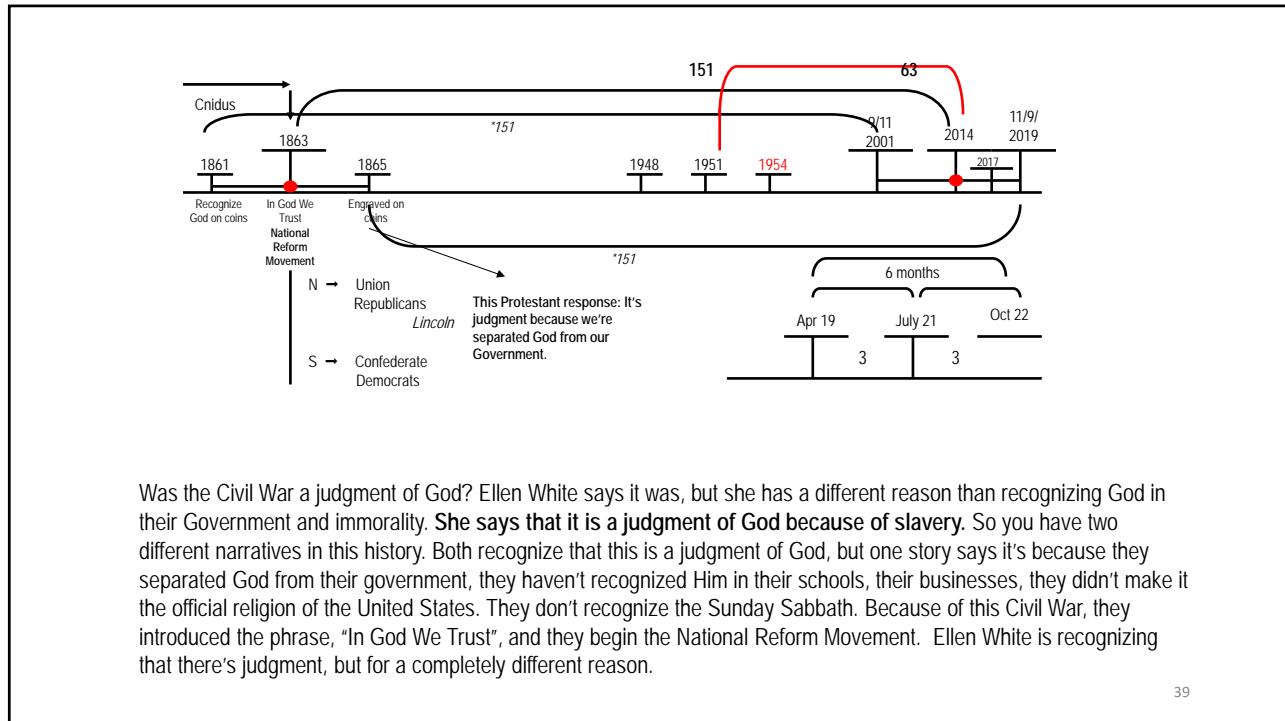 151
63
Cnidus
*151
9/11
2001
2014
11/9/
2019
1861
1863
1865
1948
1951
1954
2017
Recognize
God on coins
In God We
Trust
National
Reform
Movement
Engraved on
coins
*151
N → Union
Republicans
Lincoln
S → Confederate
Democrats
This Protestant response: It's
judgment because we're
separated God from our
Government.
6 months
Apr 19
July 21
Oct 22
3
3
Was the Civil War a judgment of God? Ellen White says it was, but she has a different reason than recognizing God in
their Government and immorality. She says that it is a judgment of God because of slavery. So you have two
different narratives in this history. Both recognize that this is a judgment of God, but one story says it's because they
separated God from their government, they haven't recognized Him in their schools, their businesses, they didn't make it
the official religion of the United States. They don't recognize the Sunday Sabbath. Because of this Civil War, they
introduced the phrase, “In God We Trust”, and they begin the National Reform Movement. Ellen White is recognizing
that there's judgment, but for a completely different reason.
39